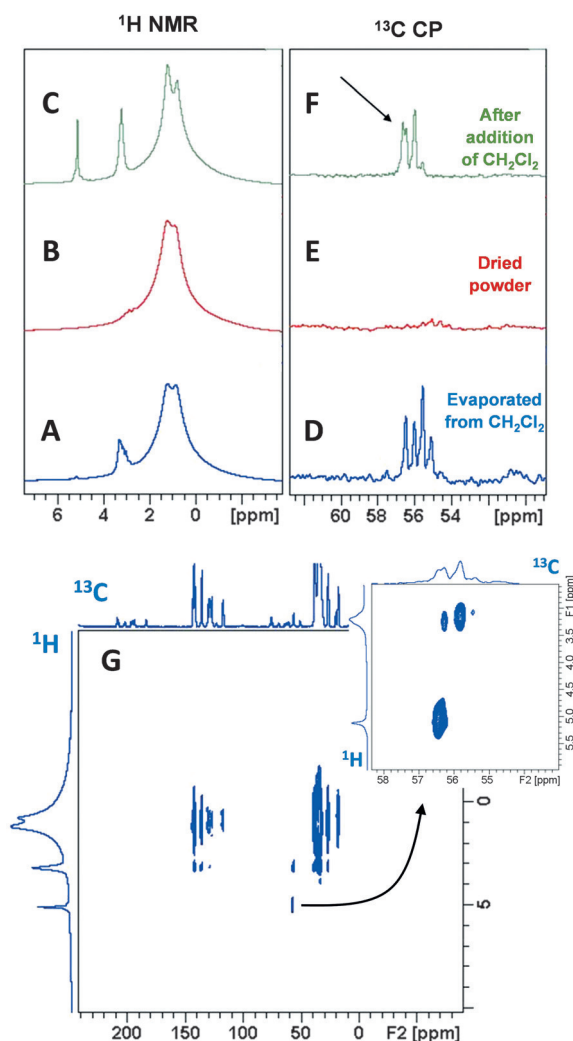 ¹H NMR
¹³C CP
C
F
After
addition
of CH₂Cl₂
B
E
Dried
powder
A
D
Evaporated
from CH₂Cl₂
6 4 2 0 [ppm]
60 58 56 54 [ppm]
¹³C
¹³C
¹H
G
F1 [ppm]
3.5
4.0
4.5
5.0
5.5
¹H
58 57 56 55 F2 [ppm]
0
5
200 150 100 50 0 F2 [ppm]